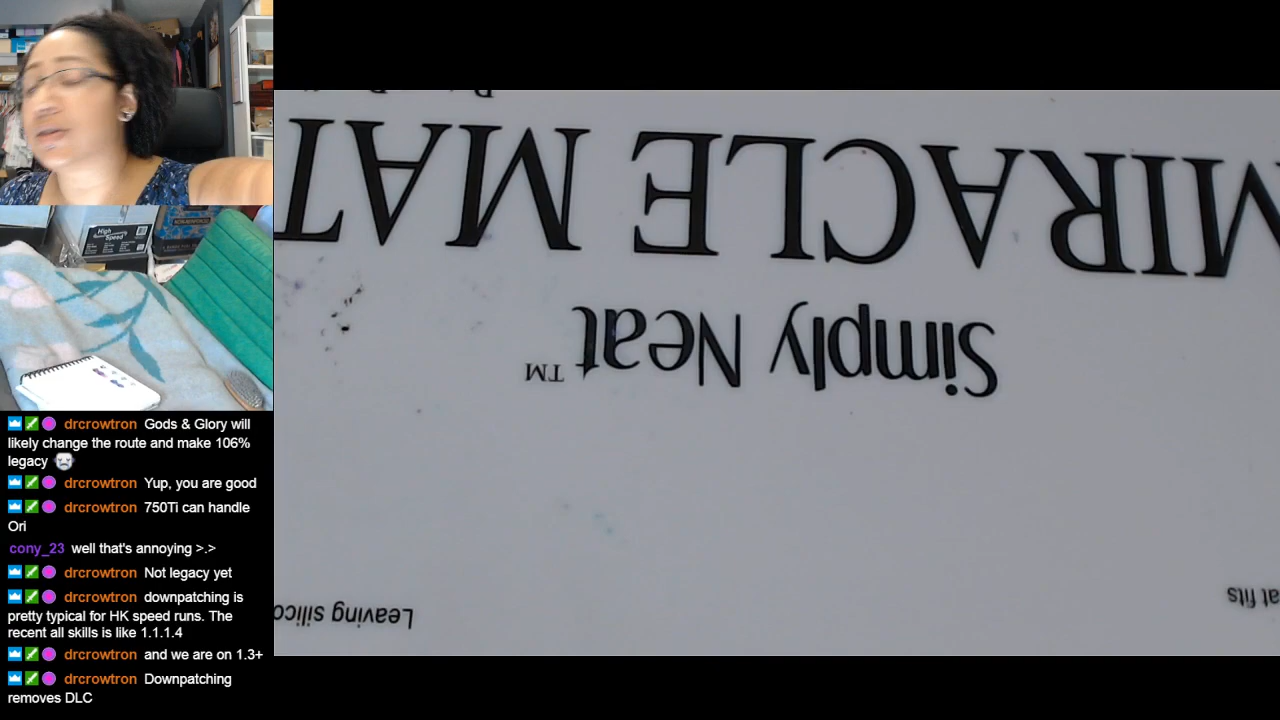 High
Speed
drcrowtron Gods & Glory will
likely change the route and make 106%
legacy
drcrowtron Yup, you are good
drcrowtron 750Ti can handle
Ori
cony_23 well that's annoying >.>
drcrowtron Not legacy yet
drcrowtron downpatching is
pretty typical for HK speed runs. The
recent all skills is like 1.1.1.4
drcrowtron and we are on 1.3+
drcrowtron Downpatching
removes DLC
at fits
Leaving silico
Simply Neat™
MIRACLE MAT